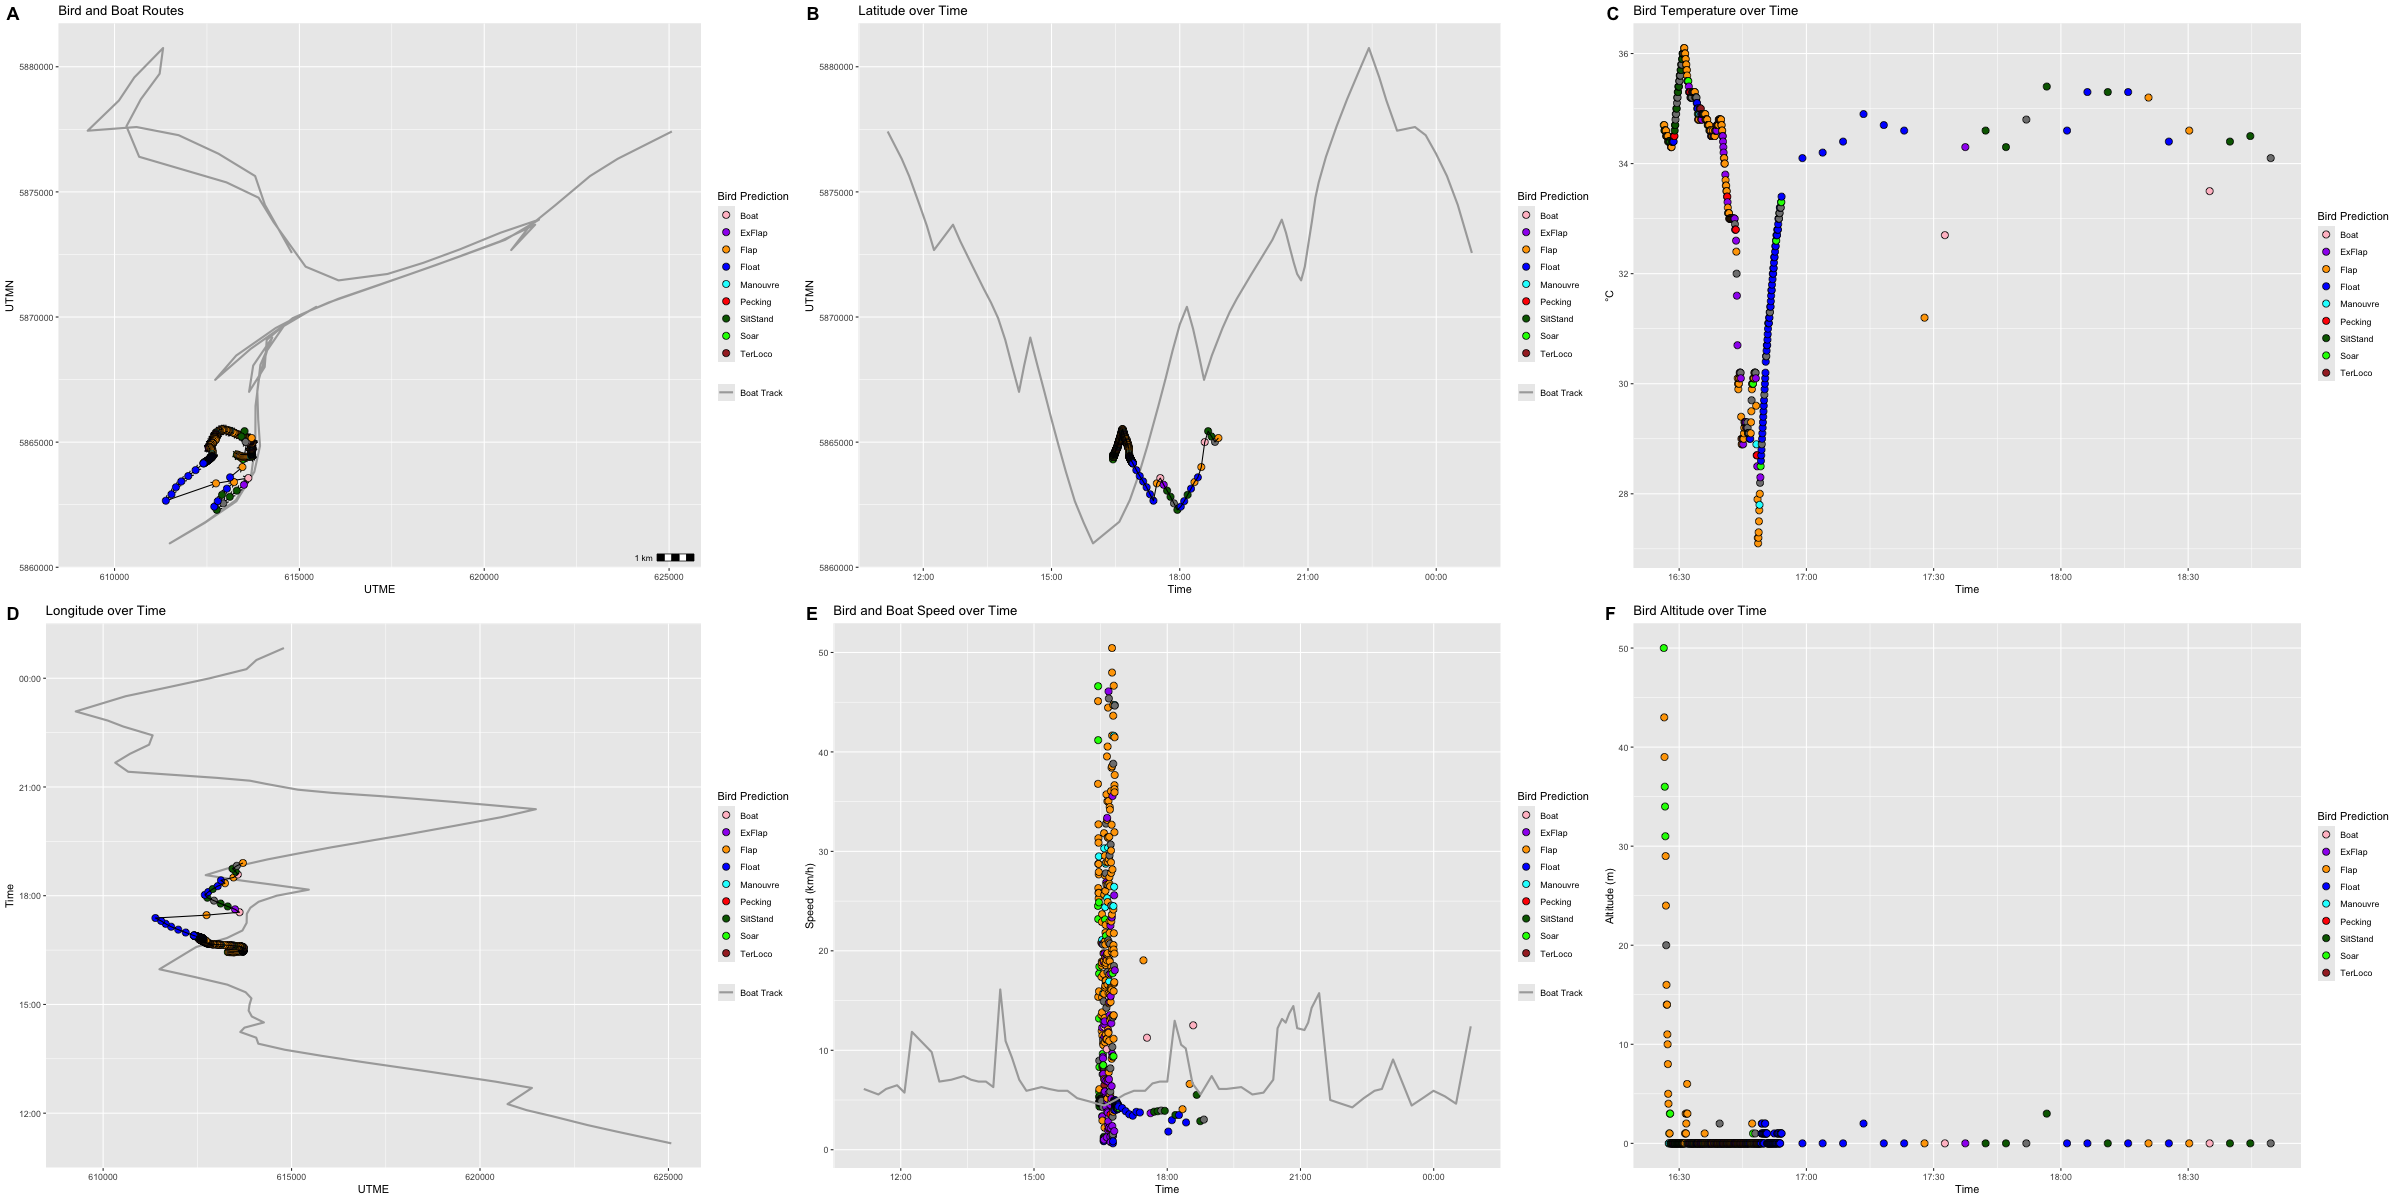 A
Bird and Boat Routes
UTMN
5880000
5875000
5870000
5865000
5860000
610000
615000
620000
625000
UTME
1 km
Bird Prediction
Boat
ExFlap
Flap
Float
Manouvre
Pecking
SitStand
Soar
TerLoco
Boat Track
B
Latitude over Time
UTMN
5880000
5875000
5870000
5865000
5860000
12:00
15:00
18:00
21:00
00:00
Time
Bird Prediction
Boat
ExFlap
Flap
Float
Manouvre
Pecking
SitStand
Soar
TerLoco
Boat Track
C
Bird Temperature over Time
°C
36
34
32
30
28
16:30
17:00
17:30
18:00
18:30
Time
Bird Prediction
Boat
ExFlap
Flap
Float
Manouvre
Pecking
SitStand
Soar
TerLoco
D
Longitude over Time
Time
00:00
21:00
18:00
15:00
12:00
610000
615000
620000
625000
UTME
Bird Prediction
Boat
ExFlap
Flap
Float
Manouvre
Pecking
SitStand
Soar
TerLoco
Boat Track
E
Bird and Boat Speed over Time
Speed (km/h)
50
40
30
20
10
0
12:00
15:00
18:00
21:00
00:00
Time
Bird Prediction
Boat
ExFlap
Flap
Float
Manouvre
Pecking
SitStand
Soar
TerLoco
Boat Track
F
Bird Altitude over Time
Altitude (m)
50
40
30
20
10
0
16:30
17:00
17:30
18:00
18:30
Time
Bird Prediction
Boat
ExFlap
Flap
Float
Manouvre
Pecking
SitStand
Soar
TerLoco